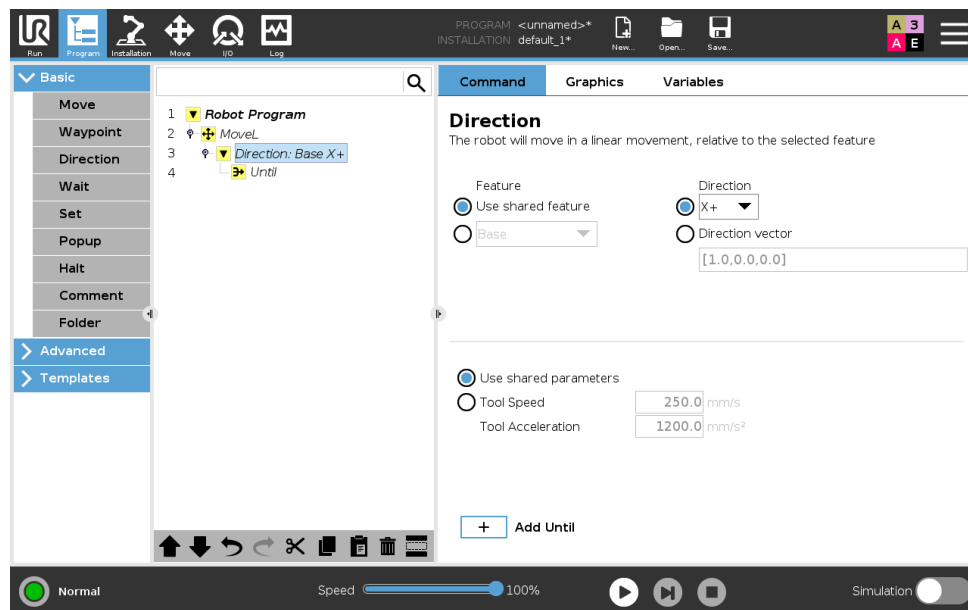 PROGRAM <unnamed>*
INSTALLATION default_1*
Run Program Installation Move I/O Log New... Open... Save...
A 3
A E
Basic
Move
Waypoint
Direction
Wait
Set
Popup
Halt
Comment
Folder
Advanced
Templates
1 Robot Program
2 MoveL
3 Direction: Base X+
4 Until
Command Graphics Variables
Direction
The robot will move in a linear movement, relative to the selected feature
Feature Direction
Use shared feature X+
Base Direction vector
[1.0,0.0,0.0]
Use shared parameters
Tool Speed 250.0 mm/s
Tool Acceleration 1200.0 mm/s²
+ Add Until
Normal Speed 100% Simulation